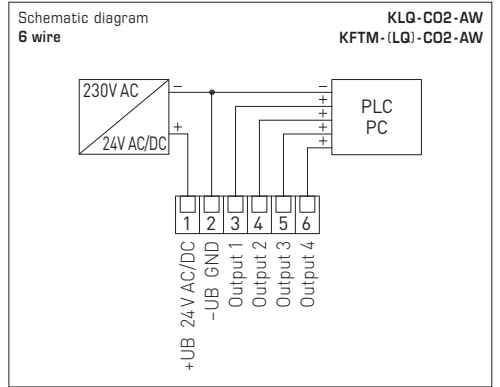 Schematic diagram
6 wire
KLQ-CO2-AW
KFTM-(LQ)-CO2-AW
230V AC
24V AC/DC
−
+
−
+
+
+
+
PLC
PC
1 2 3 4 5 6
+UB 24V AC/DC
−UB GND
Output 1
Output 2
Output 3
Output 4